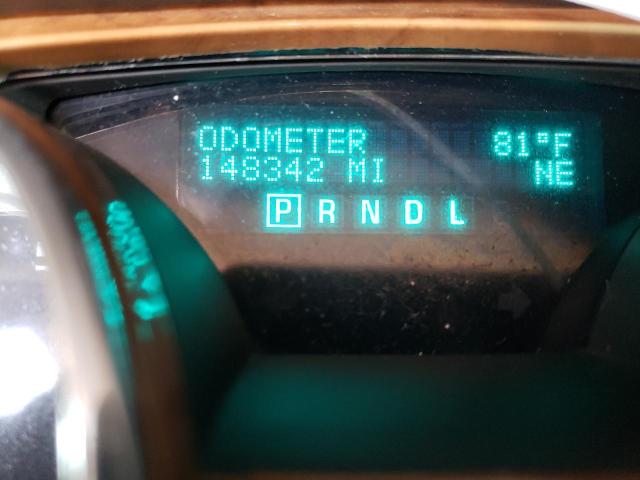 ODOMETER 81°F
148342 MI NE
P R N D L